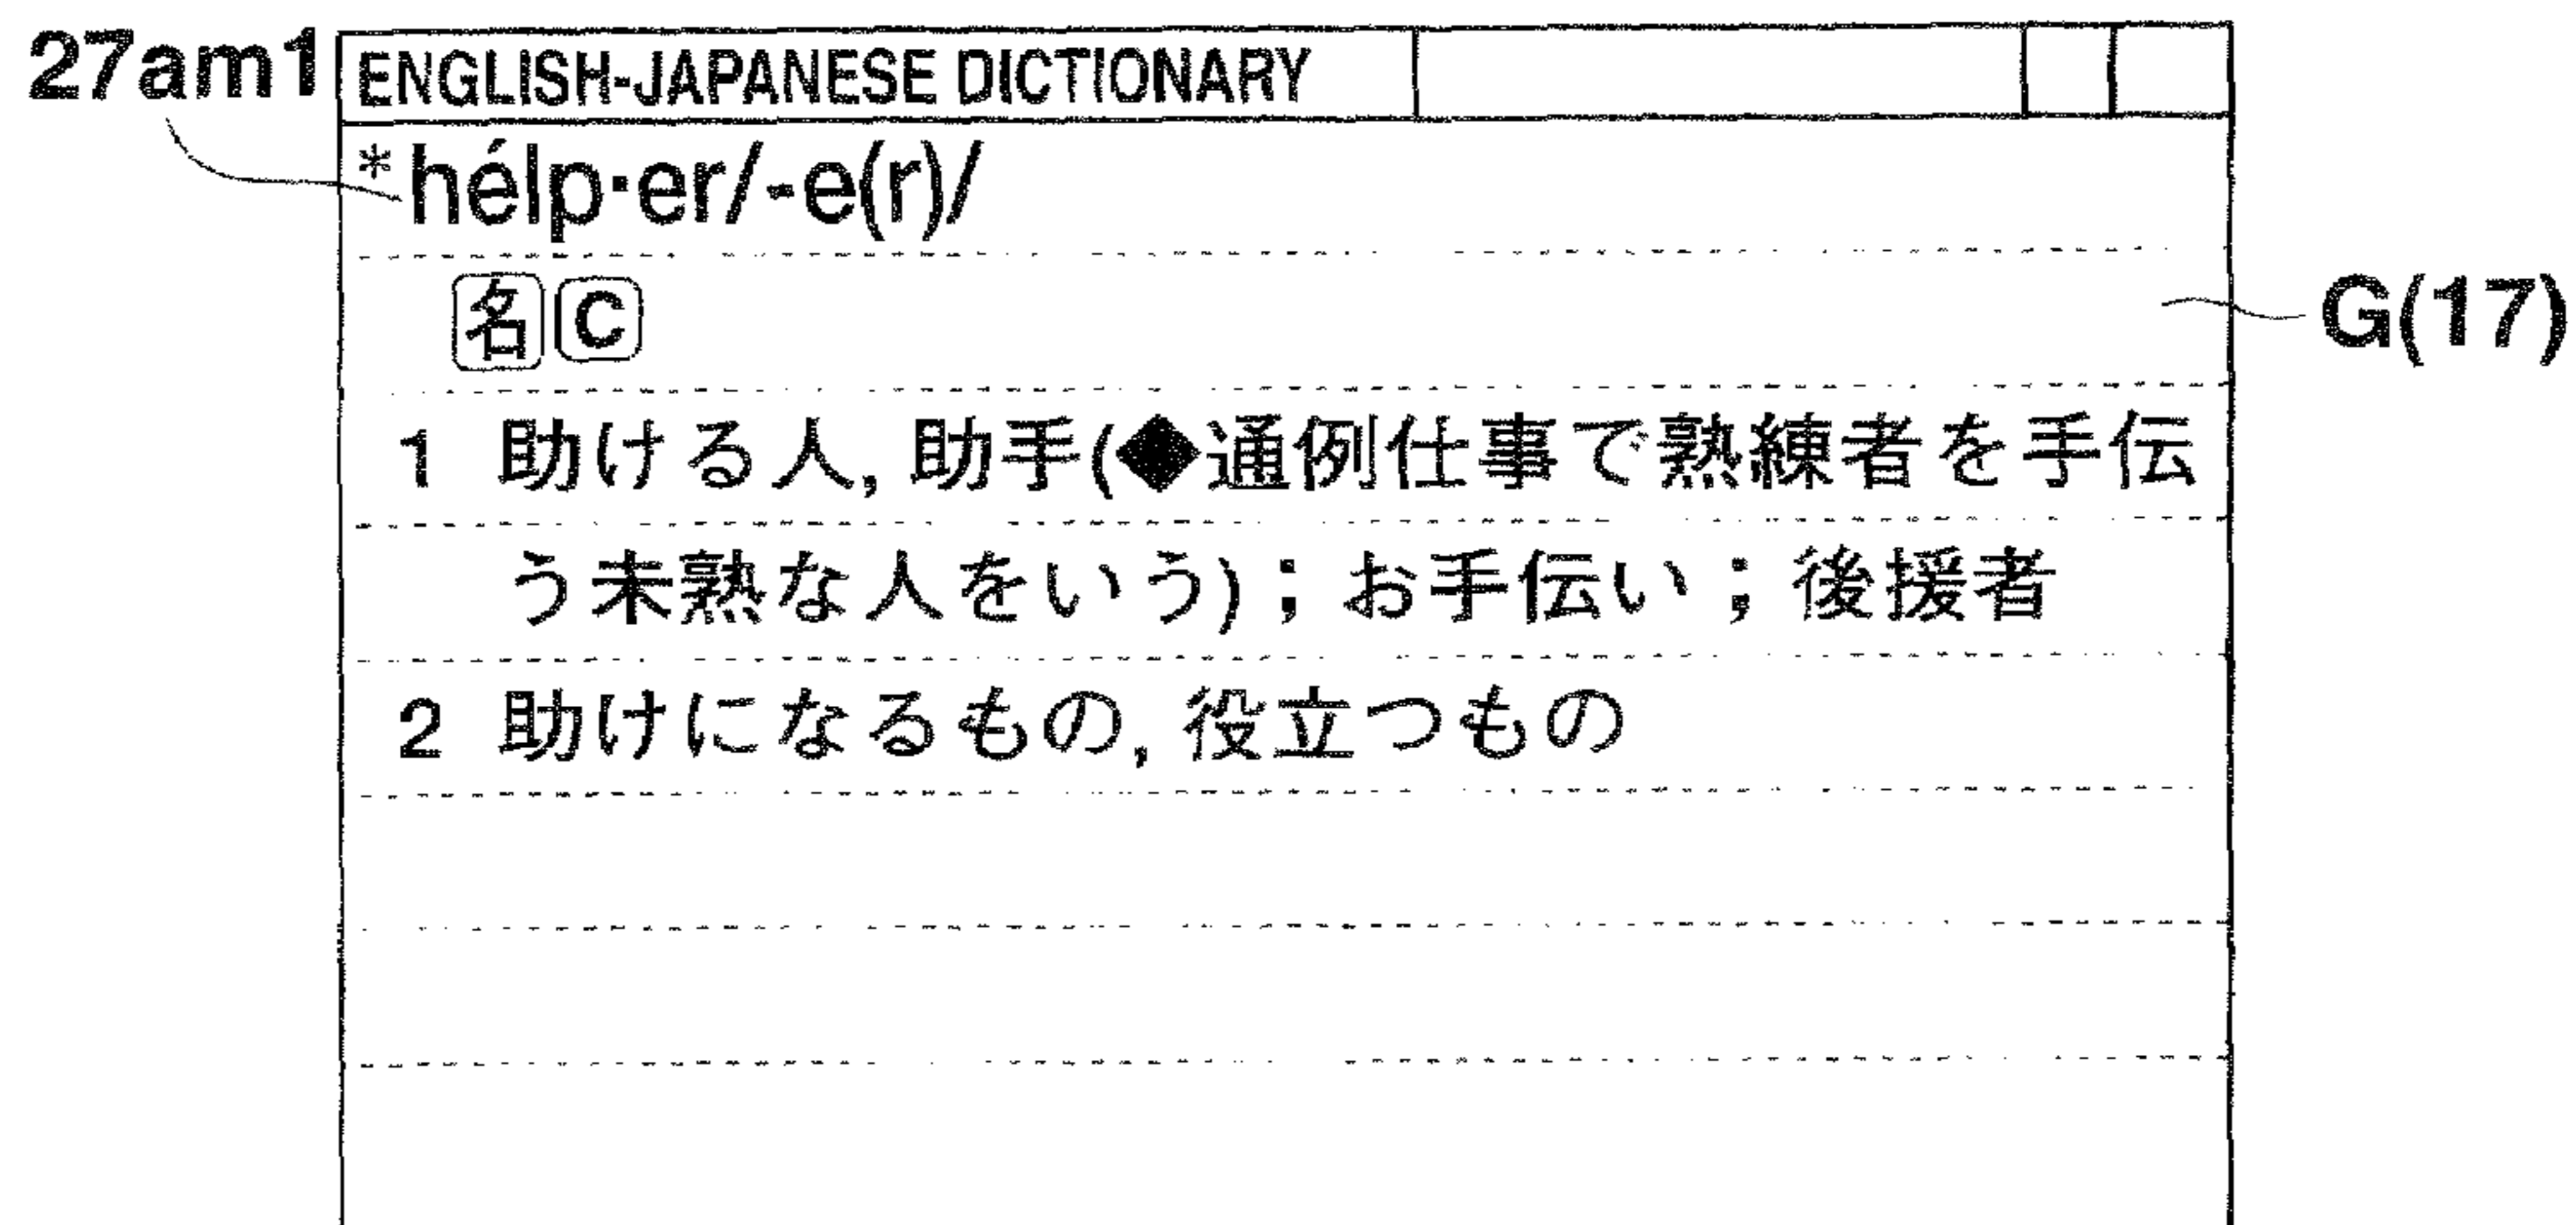 27am1
ENGLISH-JAPANESE DICTIONARY
*hélp·er/-e(r)/
名 C
G(17)
1 助ける人, 助手(◆通例仕事で熟練者を手伝
う未熟な人をいう)；お手伝い；後援者
2 助けになるもの, 役立つもの